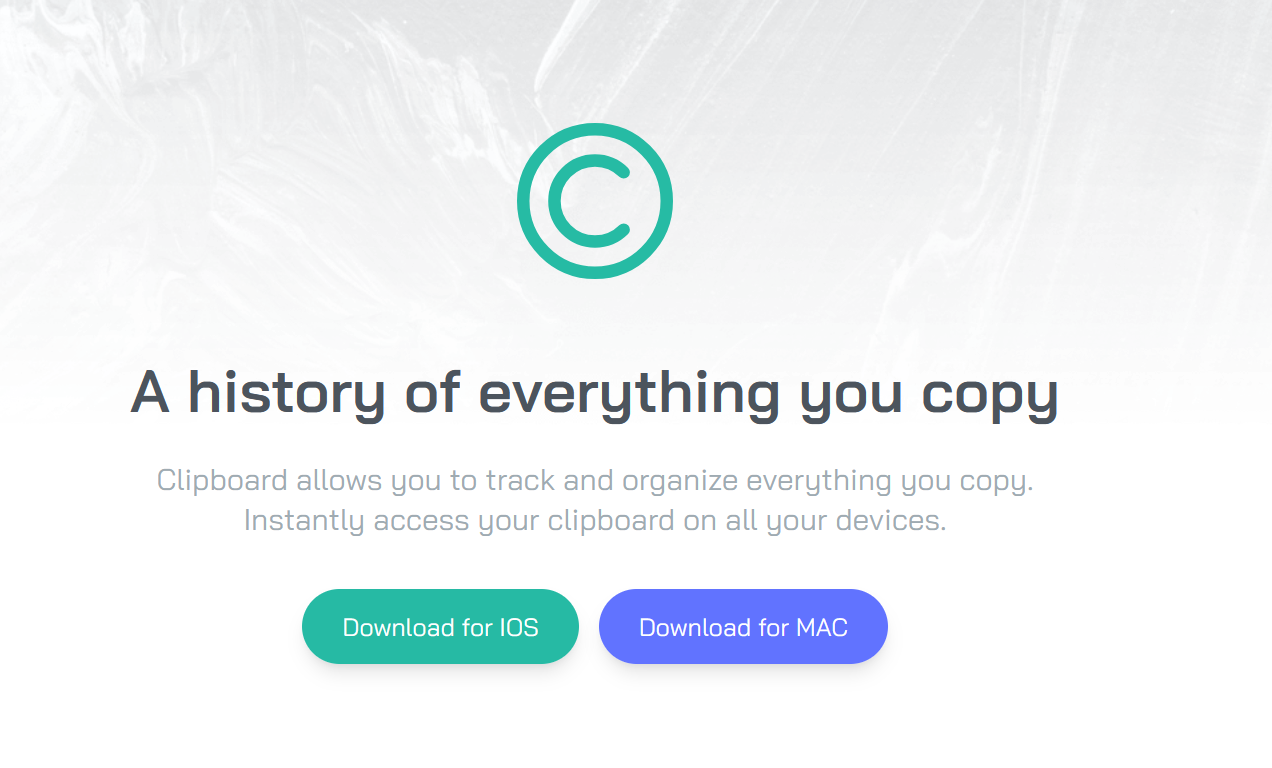 ©
A history of everything you copy
Clipboard allows you to track and organize everything you copy.
Instantly access your clipboard on all your devices.
Download for IOS
Download for MAC